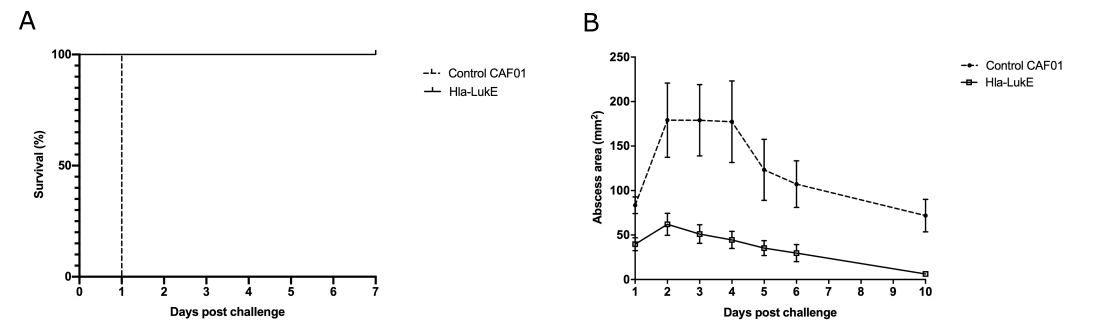 A
100
50
0
Survival (%)
0 1 2 3 4 5 6 7
Days post challenge
Control CAF01
Hla-LukE
B
250
200
150
100
50
0
Abscess area (mm²)
1 2 3 4 5 6 7 8 9 10
Days post challenge
Control CAF01
Hla-LukE